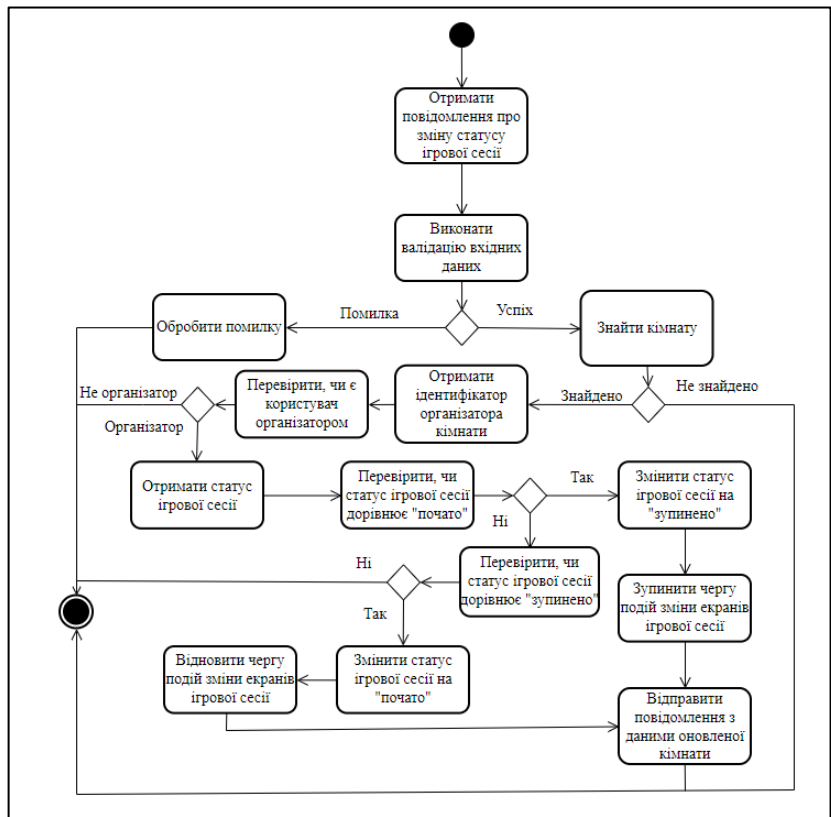 Отримати
повідомлення про
зміну статусу
ігрової сесії
Виконати
валідацію вхідних
даних
Помилка
Успіх
Обробити помилку
Знайти кімнату
Не організатор
Організатор
Перевірити, чи є
користувач
організатором
Отримати
ідентифікатор
організатора
кімнати
Знайдено
Не знайдено
Отримати статус
ігрової сесії
Перевірити, чи
статус ігрової сесії
дорівнює "почато"
Так
Ні
Змінити статус
ігрової сесії на
"зупинено"
Перевірити, чи
статус ігрової сесії
дорівнює "зупинено"
Ні
Так
Зупинити чергу
подій зміни екранів
ігрової сесії
Відновити чергу
подій зміни екранів
ігрової сесії
Змінити статус
ігрової сесії на
"почато"
Відправити
повідомлення з
даними оновленої
кімнати